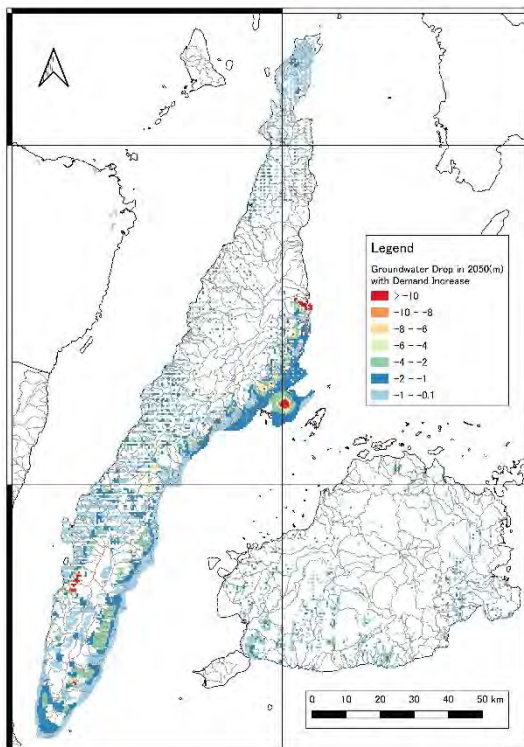 Legend
Groundwater Drop in 2050(m)
with Demand Increase
>-10
-10 - -8
-8 - -6
-6 - -4
-4 - -2
-2 - -1
-1 - -0.1
0 10 20 30 40 50 km